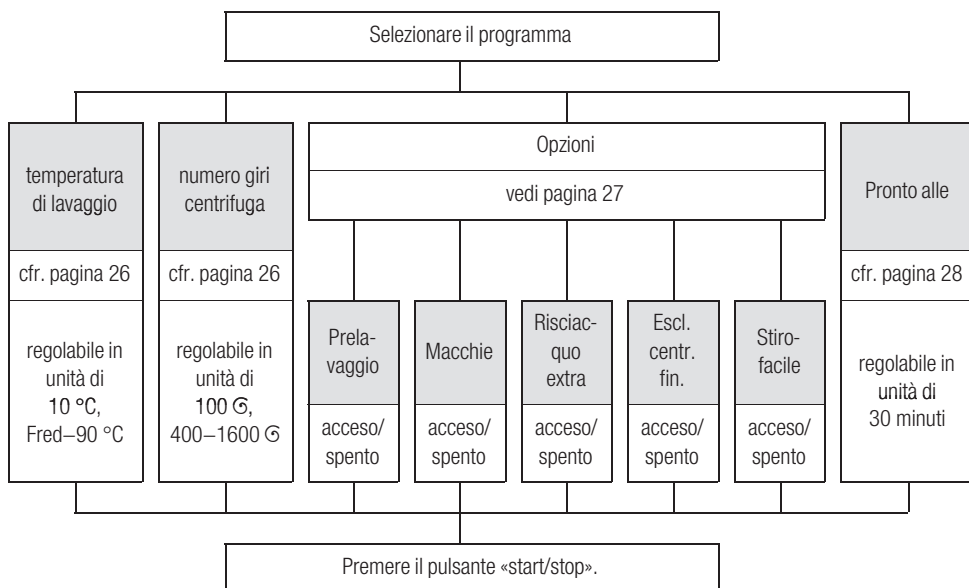 Selezionare il programma
temperatura
di lavaggio
cfr. pagina 26
regolabile in
unità di
10 °C,
Fred–90 °C
numero giri
centrifuga
cfr. pagina 26
regolabile in
unità di
100,
400–1600
Opzioni
vedi pagina 27
Prela-
vaggio
acceso/
spento
Macchie
acceso/
spento
Risciac-
quo
extra
acceso/
spento
Escl.
centr.
fin.
acceso/
spento
Stiro-
facile
acceso/
spento
Pronto alle
cfr. pagina 28
regolabile in
unità di
30 minuti
Premere il pulsante «start/stop».